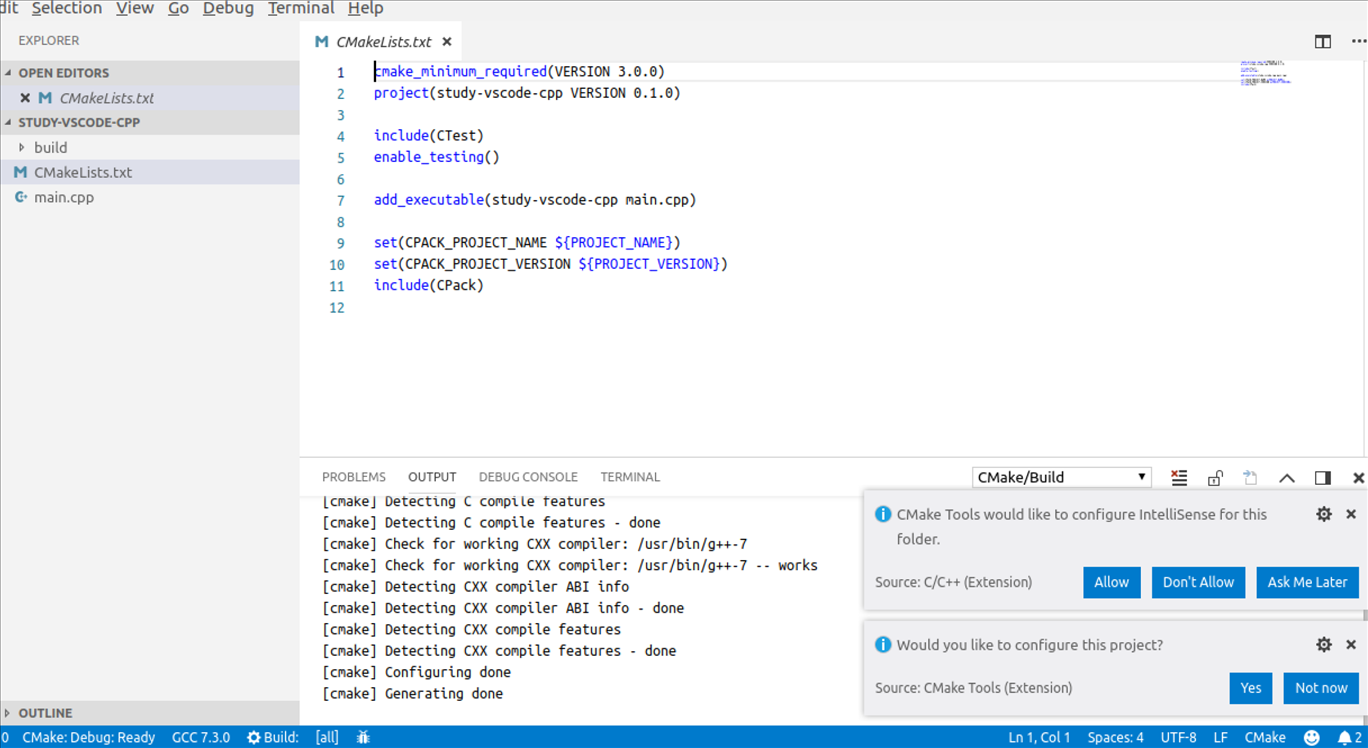 dit Selection View Go Debug Terminal Help
EXPLORER
OPEN EDITORS
CMakeLists.txt
STUDY-VSCODE-CPP
build
CMakeLists.txt
main.cpp
OUTLINE
CMakeLists.txt
1 cmake_minimum_required(VERSION 3.0.0)
2 project(study-vscode-cpp VERSION 0.1.0)
3
4 include(CTest)
5 enable_testing()
6
7 add_executable(study-vscode-cpp main.cpp)
8
9 set(CPACK_PROJECT_NAME ${PROJECT_NAME})
10 set(CPACK_PROJECT_VERSION ${PROJECT_VERSION})
11 include(CPack)
12
PROBLEMS OUTPUT DEBUG CONSOLE TERMINAL CMake/Build
[cmake] Detecting C compile features
[cmake] Detecting C compile features - done
[cmake] Check for working CXX compiler: /usr/bin/g++-7
[cmake] Check for working CXX compiler: /usr/bin/g++-7 -- works
[cmake] Detecting CXX compiler ABI info
[cmake] Detecting CXX compiler ABI info - done
[cmake] Detecting CXX compile features
[cmake] Detecting CXX compile features - done
[cmake] Configuring done
[cmake] Generating done
CMake Tools would like to configure IntelliSense for this
folder.
Source: C/C++ (Extension) Allow Don't Allow Ask Me Later
Would you like to configure this project?
Source: CMake Tools (Extension) Yes Not now
0 CMake: Debug: Ready GCC 7.3.0 Build: [all] Ln 1, Col 1 Spaces: 4 UTF-8 LF CMake 2